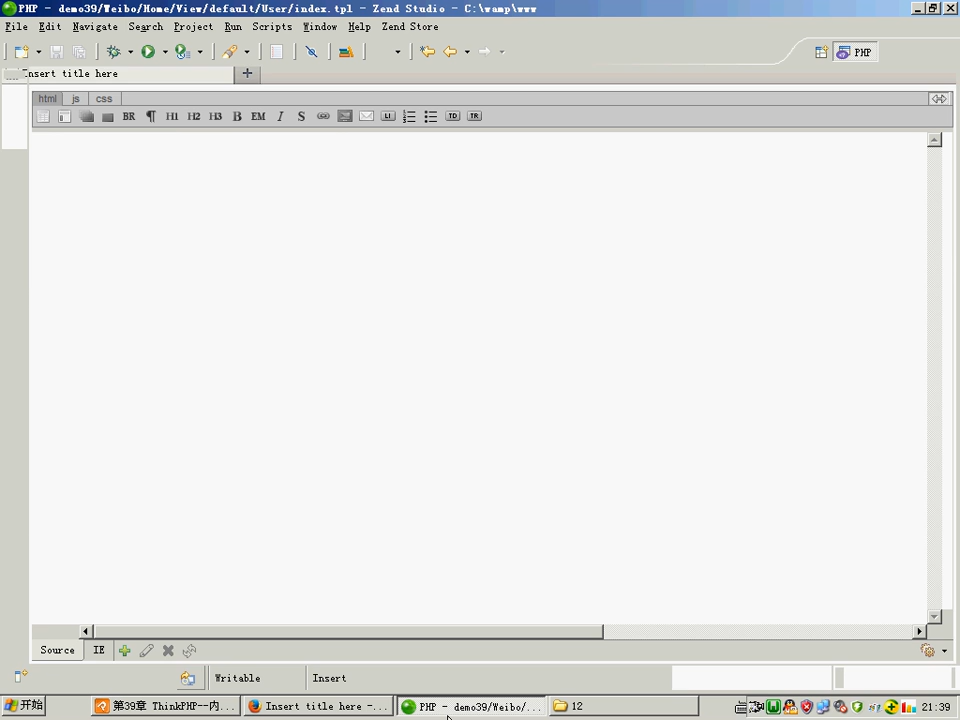 PHP - demo39/Weibo/Home/View/default/User/index.tpl - Zend Studio - C:\wamp\www
File Edit Navigate Search Project Run Scripts Window Help Zend Store
PHP
Insert title here
html js css
BR ¶ H1 H2 H3 B EM I S LI TD TR
Source IE
Writable Insert
开始 第39章 ThinkPHP--内... Insert title here -... PHP - demo39/Weibo/... 12 21:39